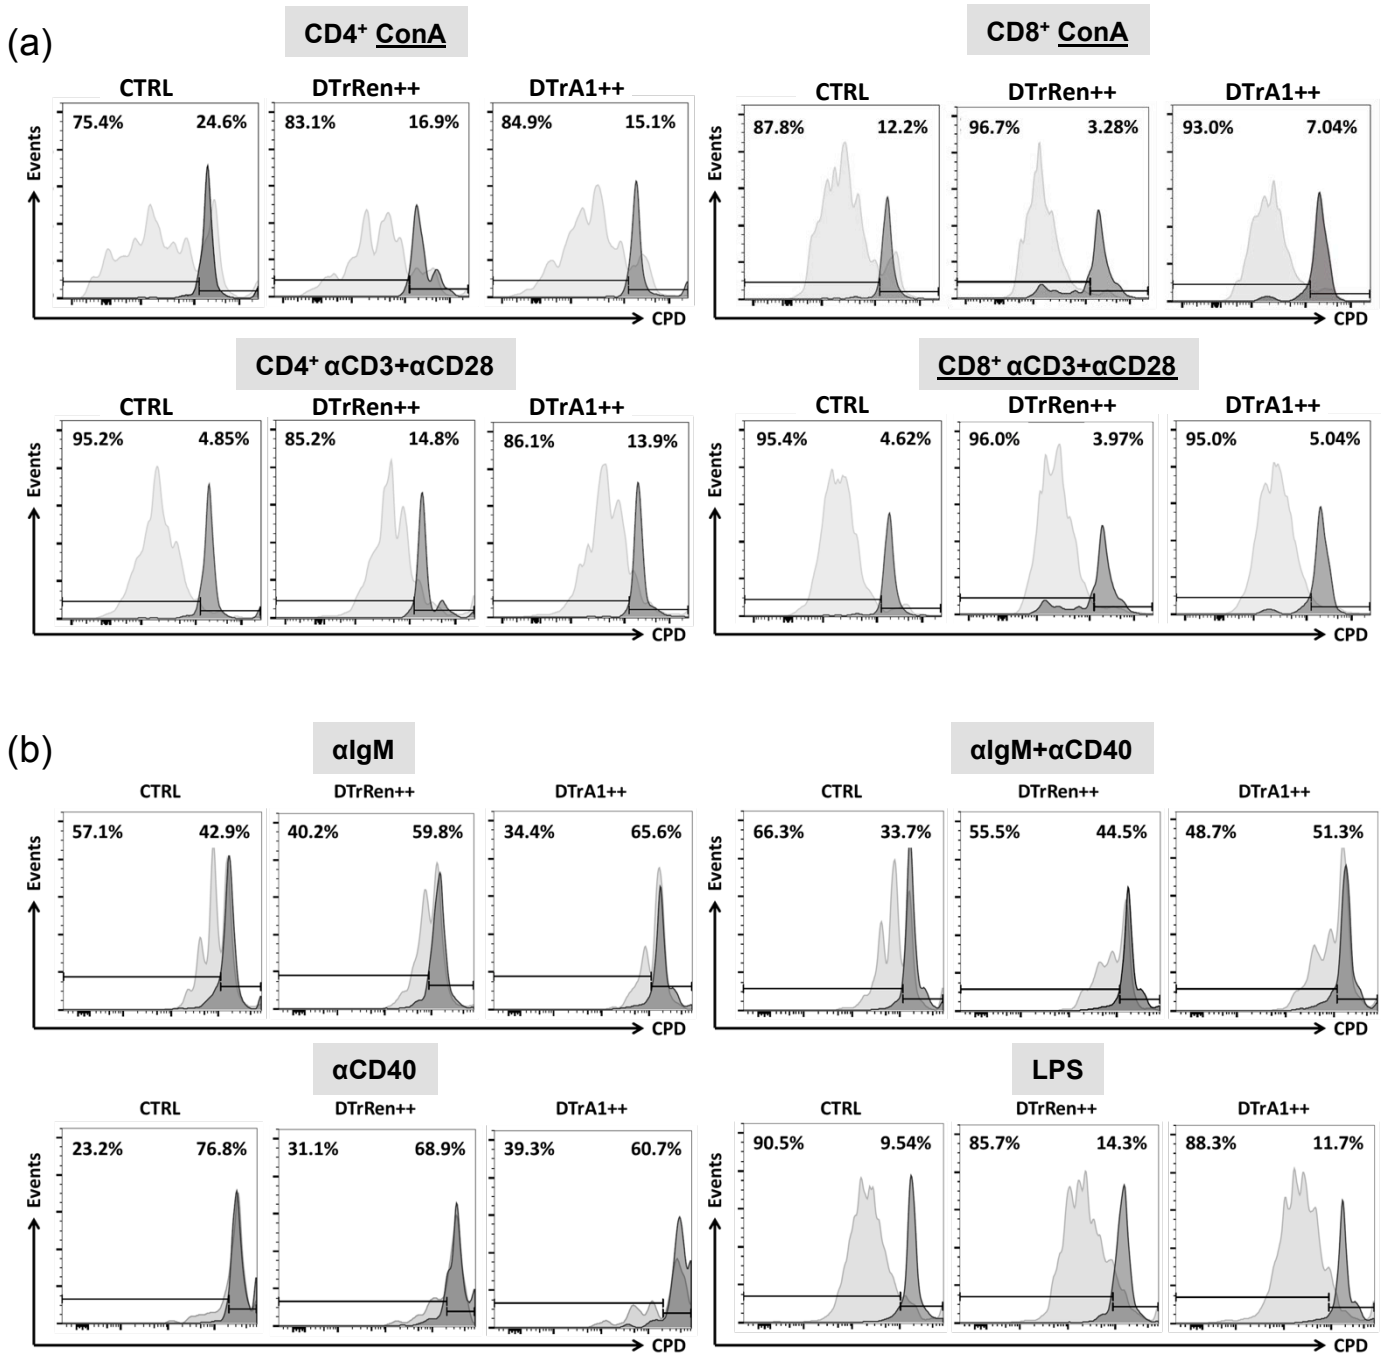 (a)
CD4⁺ ConA
CD8⁺ ConA
CTRL DTrRen++ DTrA1++
CTRL DTrRen++ DTrA1++
75.4% 24.6% 83.1% 16.9% 84.9% 15.1%
87.8% 12.2% 96.7% 3.28% 93.0% 7.04%
Events
Events
CPD
CPD
CD4⁺ αCD3+αCD28
CD8⁺ αCD3+αCD28
CTRL DTrRen++ DTrA1++
CTRL DTrRen++ DTrA1++
95.2% 4.85% 85.2% 14.8% 86.1% 13.9%
95.4% 4.62% 96.0% 3.97% 95.0% 5.04%
Events
Events
CPD
CPD
(b)
αIgM
αIgM+αCD40
CTRL DTrRen++ DTrA1++
CTRL DTrRen++ DTrA1++
57.1% 42.9% 40.2% 59.8% 34.4% 65.6%
66.3% 33.7% 55.5% 44.5% 48.7% 51.3%
Events
Events
CPD
CPD
αCD40
LPS
CTRL DTrRen++ DTrA1++
CTRL DTrRen++ DTrA1++
23.2% 76.8% 31.1% 68.9% 39.3% 60.7%
90.5% 9.54% 85.7% 14.3% 88.3% 11.7%
Events
Events
CPD
CPD